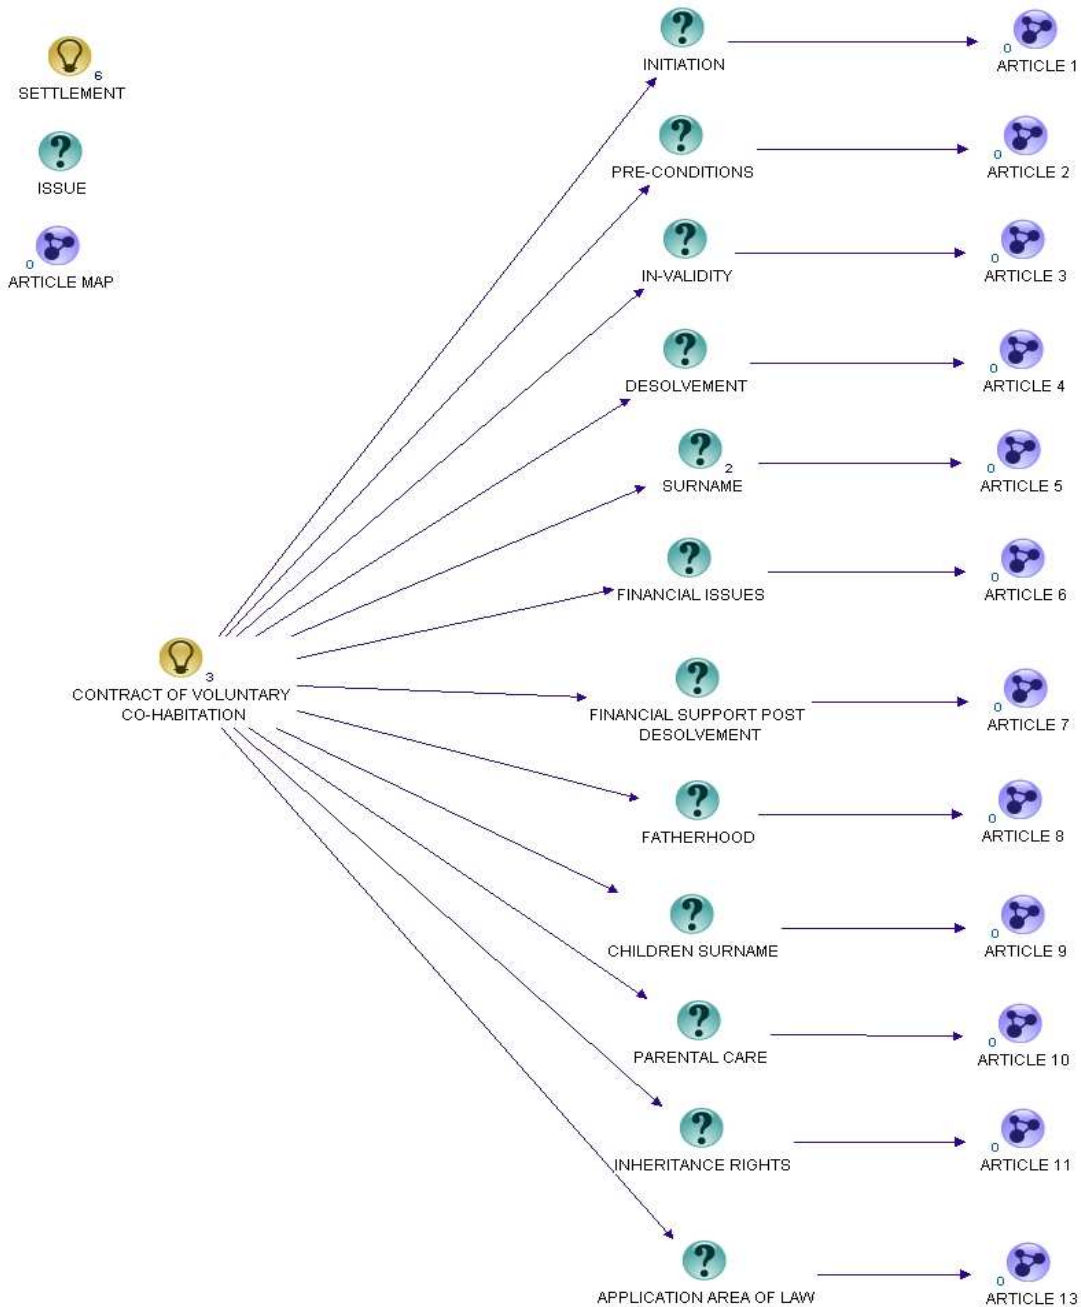 6
SETTLEMENT
?
ISSUE
0
ARTICLE MAP
?
INITIATION
0
ARTICLE 1
?
PRE-CONDITIONS
0
ARTICLE 2
?
IN-VALIDITY
0
ARTICLE 3
?
DESOLVEMENT
0
ARTICLE 4
?
2
SURNAME
0
ARTICLE 5
?
FINANCIAL ISSUES
0
ARTICLE 6
3
CONTRACT OF VOLUNTARY
CO-HABITATION
?
FINANCIAL SUPPORT POST
DESOLVEMENT
0
ARTICLE 7
?
FATHERHOOD
0
ARTICLE 8
?
CHILDREN SURNAME
0
ARTICLE 9
?
PARENTAL CARE
0
ARTICLE 10
?
INHERITANCE RIGHTS
0
ARTICLE 11
?
APPLICATION AREA OF LAW
0
ARTICLE 13